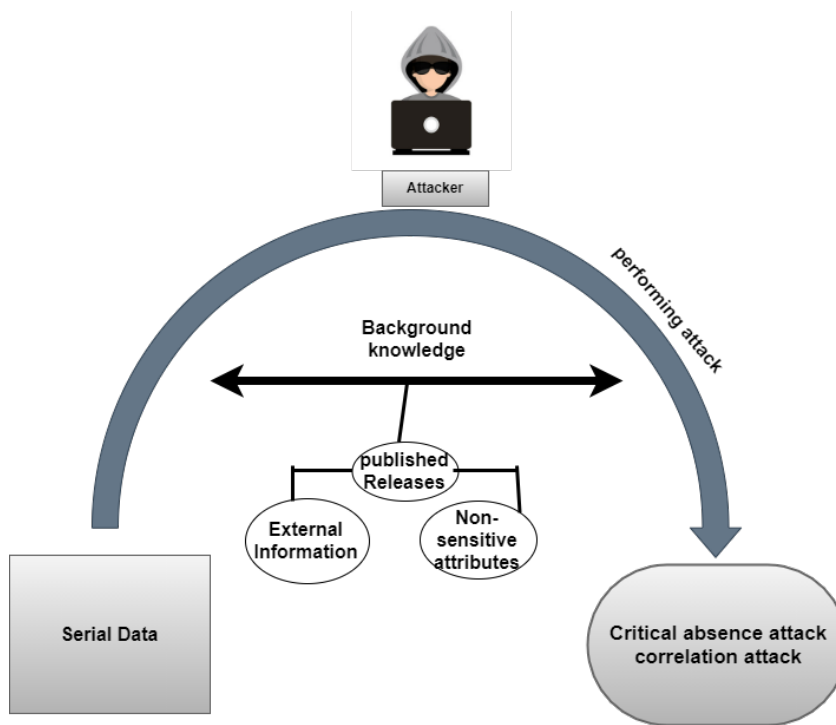 Attacker
performing attack
Background
knowledge
published
Releases
External
Information
Non-
sensitive
attributes
Serial Data
Critical absence attack
correlation attack